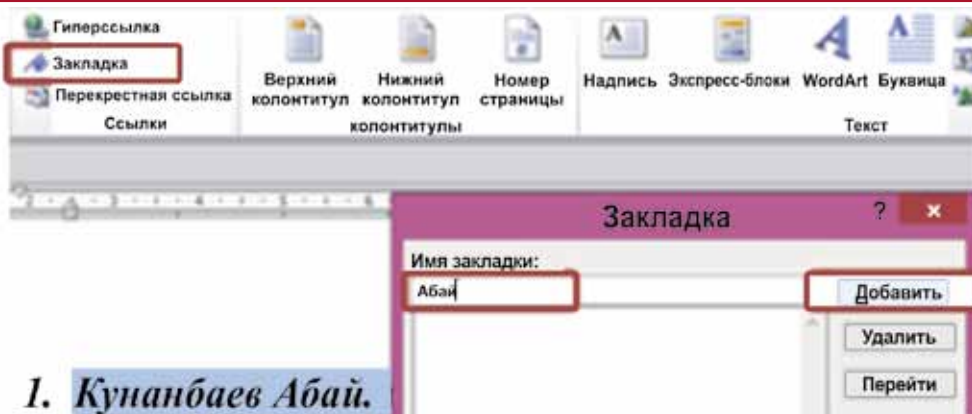 Гиперссылка
Закладка
Перекрестная ссылка
Ссылки
Верхний колонтитул
Нижний колонтитул
Номер страницы
колонтитулы
Надпись Экспресс-блоки WordArt Буквица
Текст
Закладка ?
Имя закладки:
Абай
Добавить
Удалить
Перейти
1. Кунанбаев Абай.